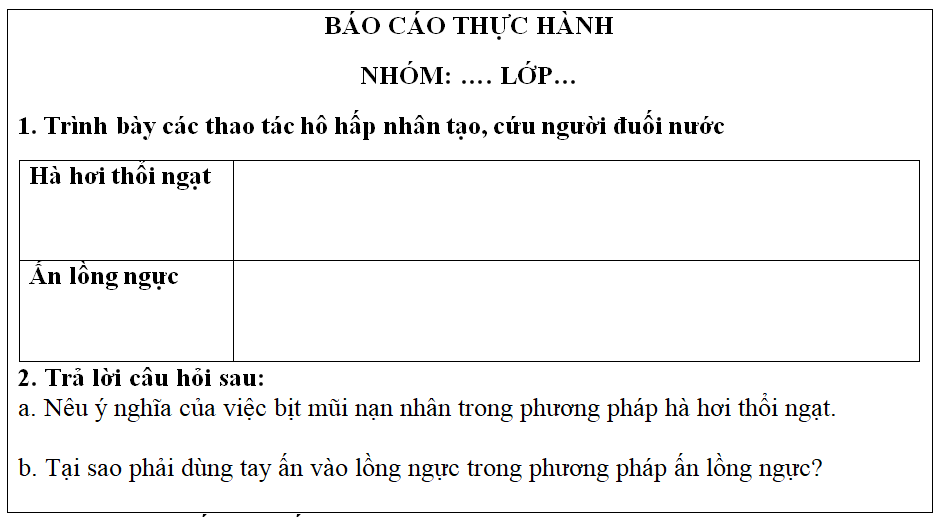 BÁO CÁO THỰC HÀNH
NHÓM: .... LỚP...
1. Trình bày các thao tác hô hấp nhân tạo, cứu người đuối nước
Hà hơi thổi ngạt
Ấn lồng ngực
2. Trả lời câu hỏi sau:
a. Nêu ý nghĩa của việc bịt mũi nạn nhân trong phương pháp hà hơi thổi ngạt.
b. Tại sao phải dùng tay ấn vào lồng ngực trong phương pháp ấn lồng ngực?